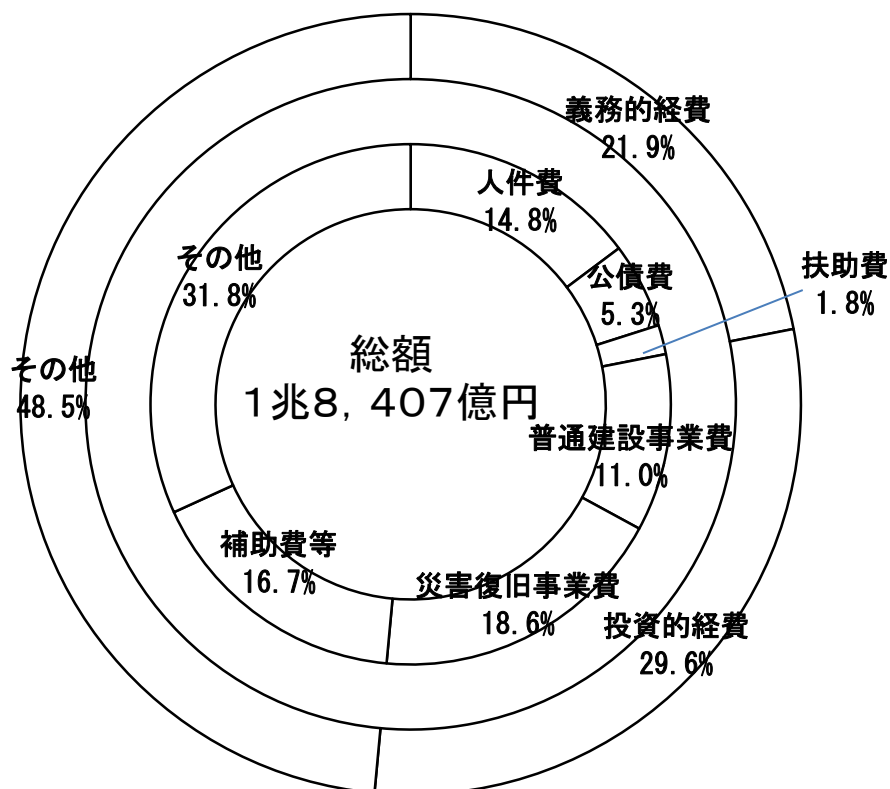 義務的経費
21.9%
人件費
14.8%
公債費
5.3%
扶助費
1.8%
その他
31.8%
総額
1兆8,407億円
その他
48.5%
普通建設事業費
11.0%
補助費等
16.7%
災害復旧事業費
18.6%
投資的経費
29.6%